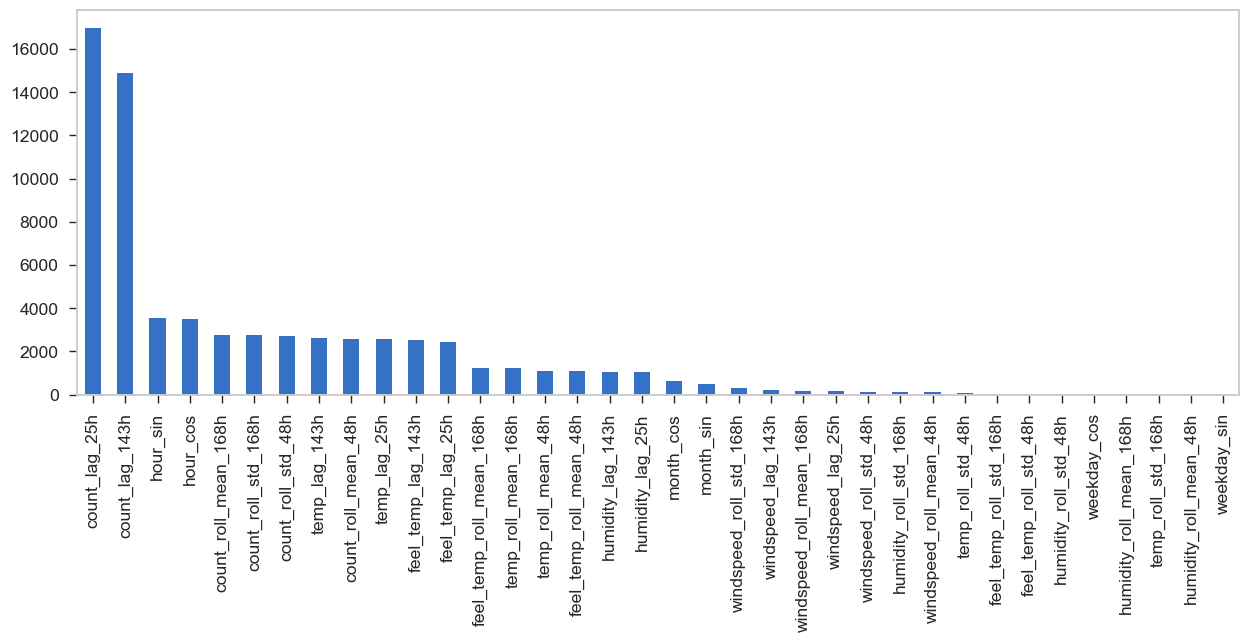 16000
14000
12000
10000
8000
6000
4000
2000
0
count_lag_25h
count_lag_143h
hour_sin
hour_cos
count_roll_mean_168h
count_roll_std_168h
count_roll_std_48h
temp_lag_143h
count_roll_mean_48h
temp_lag_25h
feel_temp_lag_143h
feel_temp_lag_25h
feel_temp_roll_mean_168h
temp_roll_mean_168h
temp_roll_mean_48h
feel_temp_roll_mean_48h
humidity_lag_143h
humidity_lag_25h
month_cos
month_sin
windspeed_roll_std_168h
windspeed_lag_143h
windspeed_roll_mean_168h
windspeed_lag_25h
windspeed_roll_std_48h
humidity_roll_std_168h
windspeed_roll_mean_48h
temp_roll_std_48h
feel_temp_roll_std_168h
feel_temp_roll_std_48h
humidity_roll_std_48h
weekday_cos
humidity_roll_mean_168h
temp_roll_std_168h
humidity_roll_mean_48h
weekday_sin